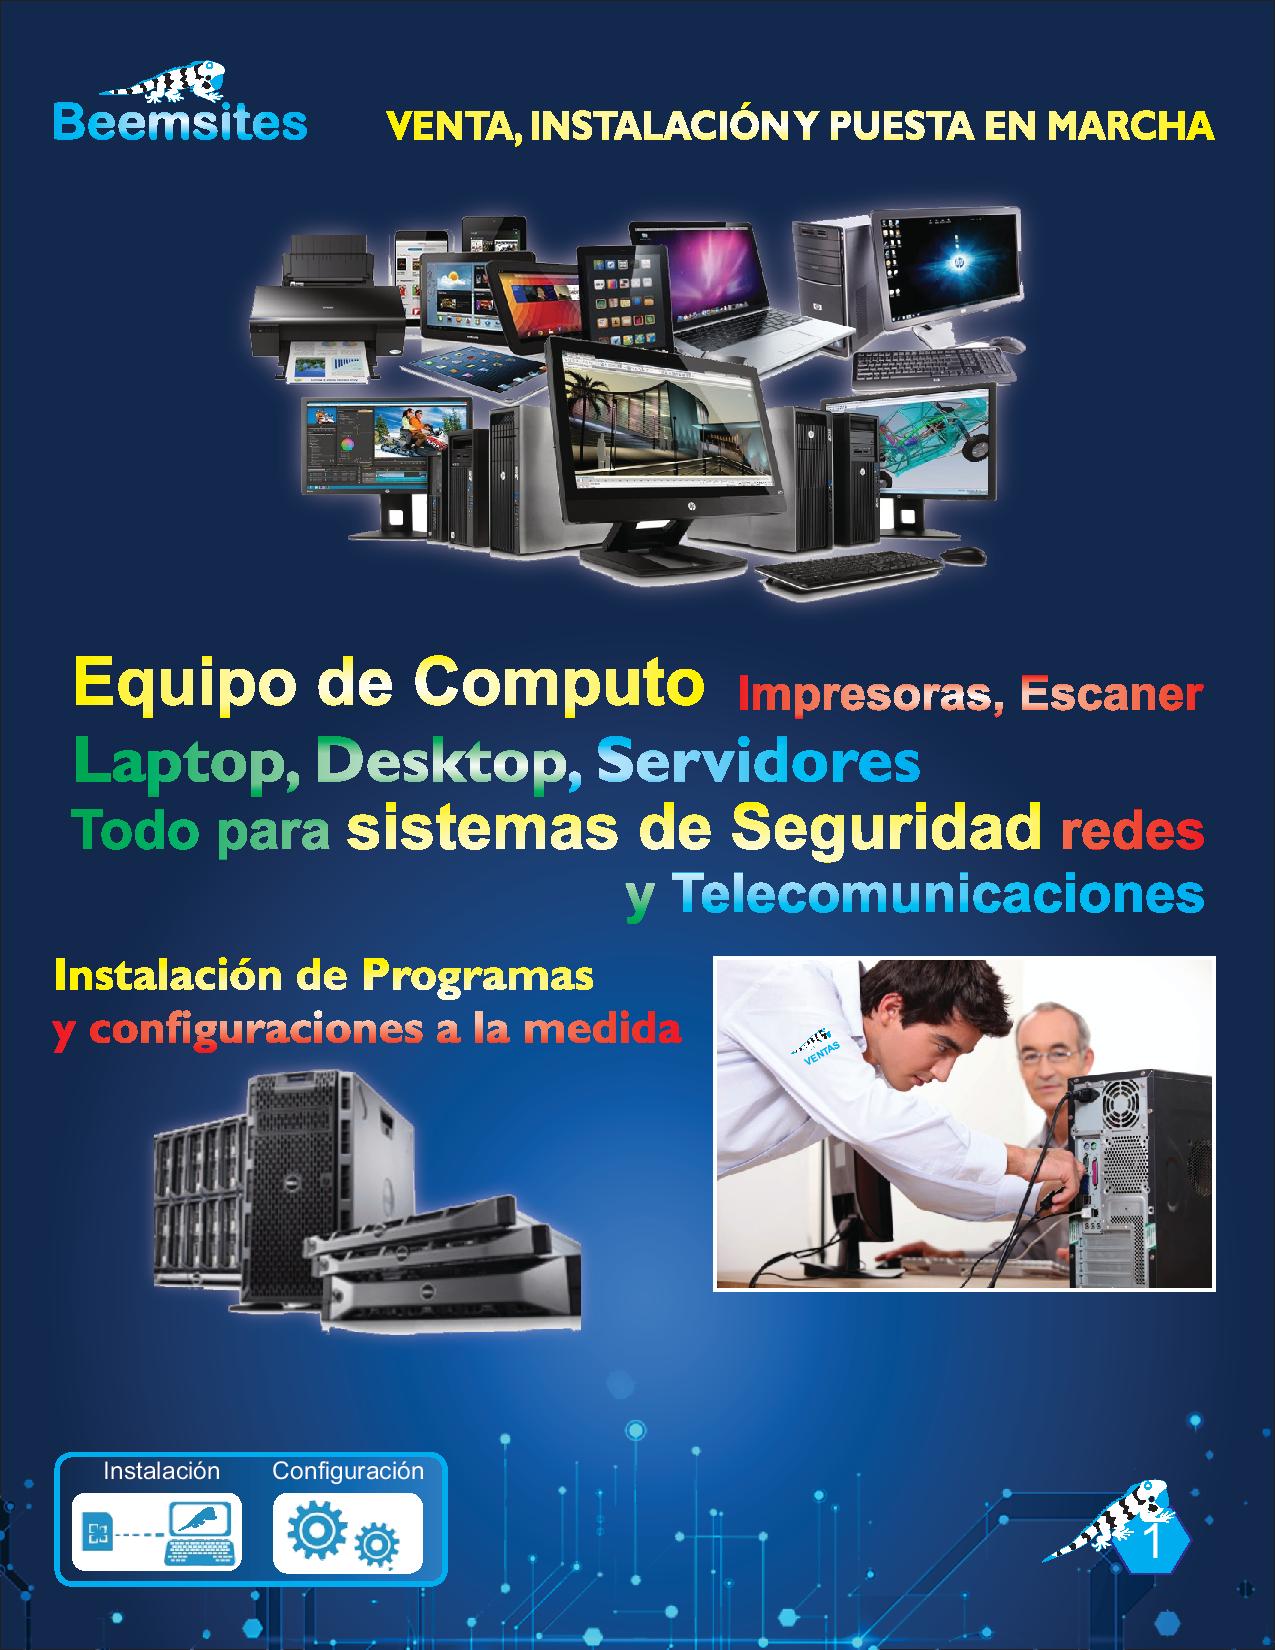 Beemsites
VENTA, INSTALACIÓN Y PUESTA EN MARCHA
Equipo de Computo Impresoras, Escaner
Laptop, Desktop, Servidores
Todo para sistemas de Seguridad redes
y Telecomunicaciones
Instalación de Programas
y configuraciones a la medida
VENTAS
Instalación Configuración
1